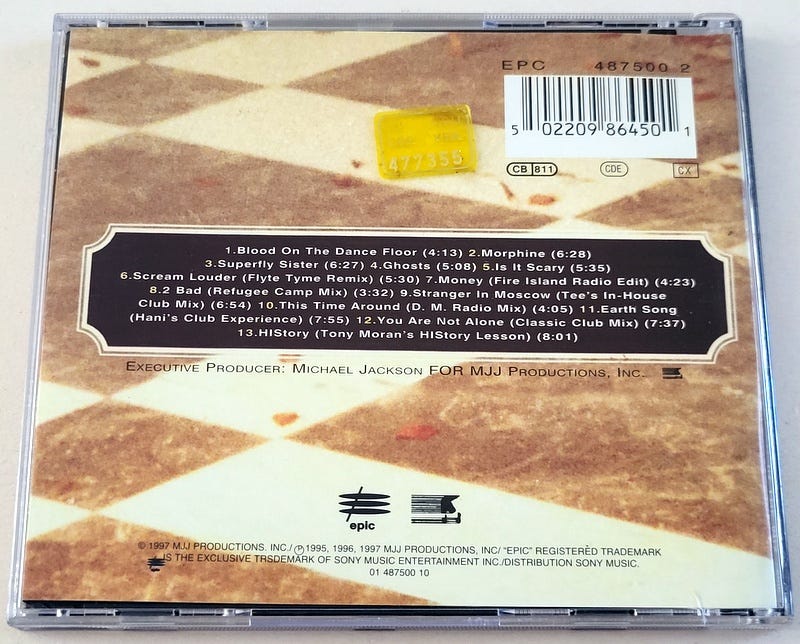 EPC 487500 2
5 02209 86450 1
CB 811 CDE CX
477355
1.Blood On The Dance Floor (4:13) 2.Morphine (6:28)
3.Superfly Sister (6:27) 4.Ghosts (5:08) 5.Is It Scary (5:35)
6.Scream Louder (Flyte Tyme Remix) (5:30) 7.Money (Fire Island Radio Edit) (4:23)
8.2 Bad (Refugee Camp Mix) (3:32) 9.Stranger In Moscow (Tee's In-House
Club Mix) (6:54) 10.This Time Around (D. M. Radio Mix) (4:05) 11.Earth Song
(Hani's Club Experience) (7:55) 12.You Are Not Alone (Classic Club Mix) (7:37)
13.HIStory (Tony Moran's HIStory Lesson) (8:01)
Executive Producer: Michael Jackson FOR MJJ Productions, Inc.
epic
© 1997 MJJ PRODUCTIONS. INC./℗1995, 1996, 1997 MJJ PRODUCTIONS, INC/ "EPIC" REGISTERED TRADEMARK
IS THE EXCLUSIVE TRSDEMARK OF SONY MUSIC ENTERTAINMENT INC./DISTRIBUTION SONY MUSIC.
01 487500 10